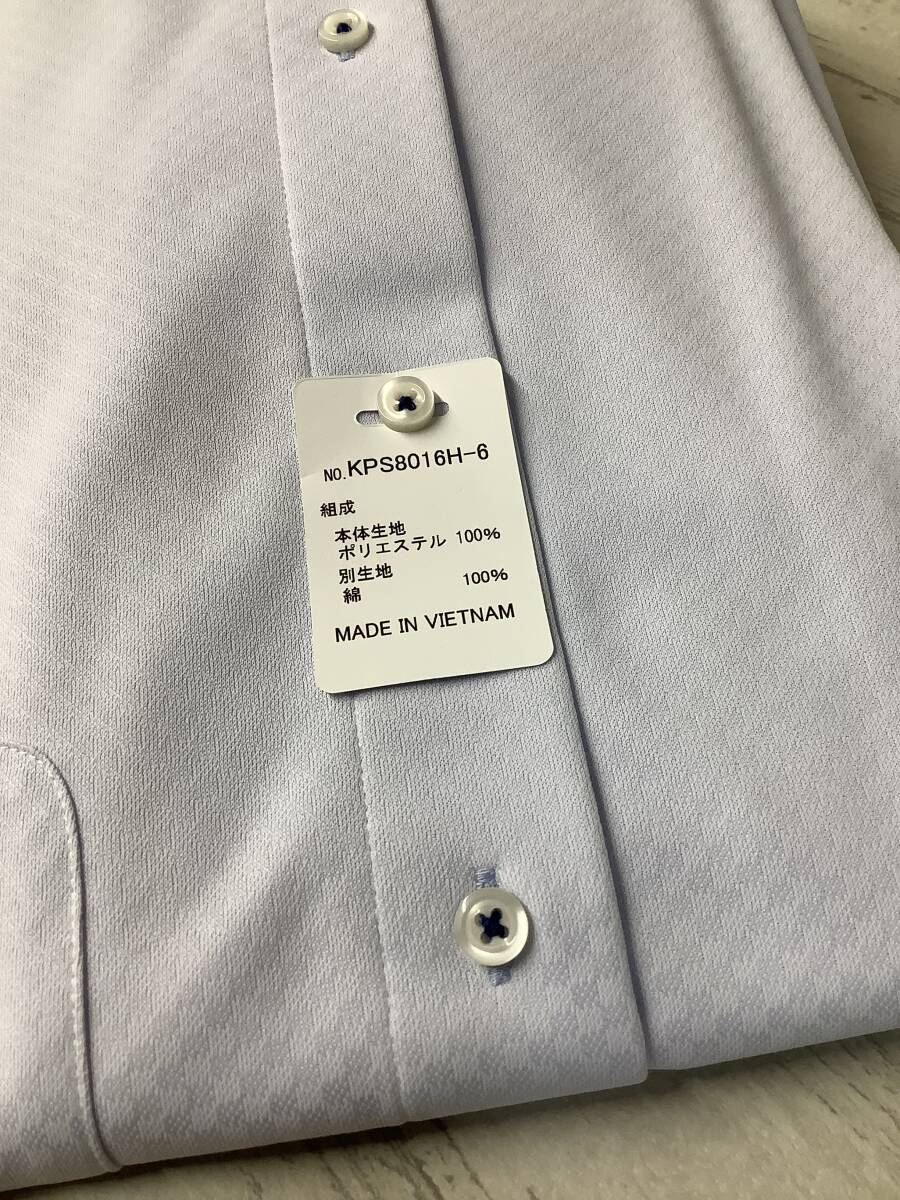 NO.KPS8016H-6
組成
本体生地
ポリエステル 100%
別生地
綿 100%
MADE IN VIETNAM